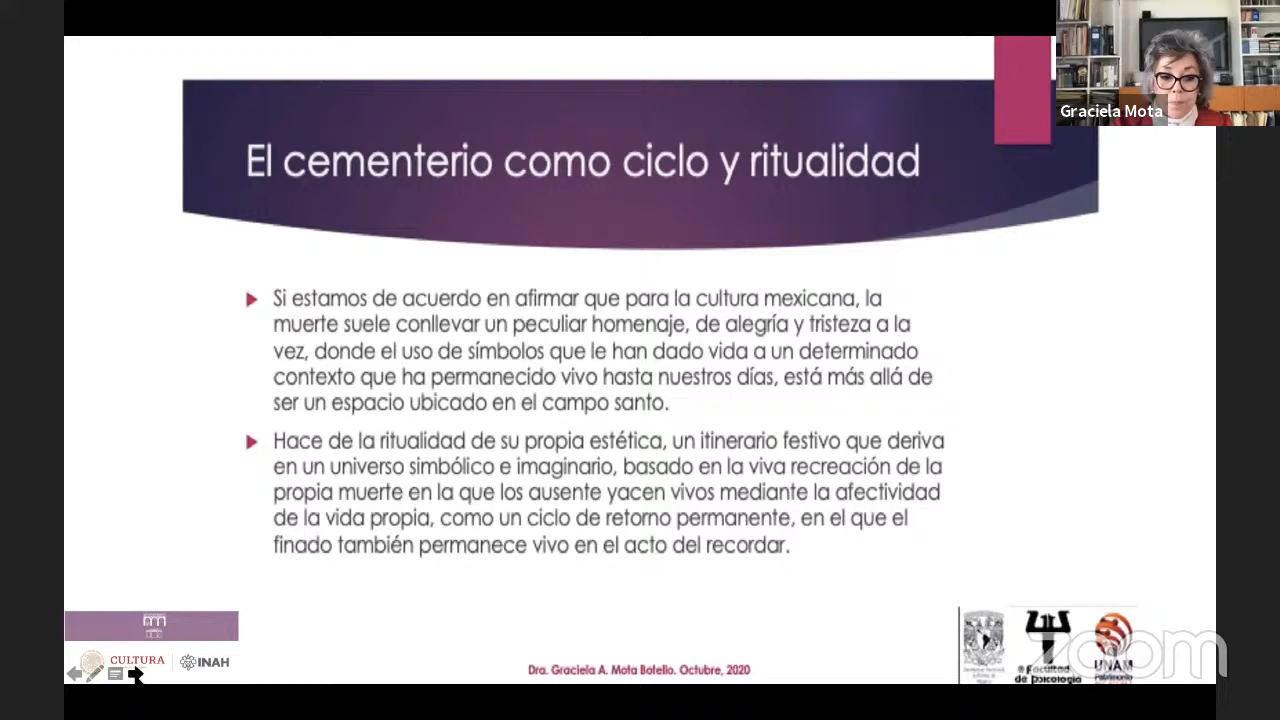 Graciela Mota
El cementerio como ciclo y ritualidad
Si estamos de acuerdo en afirmar que para la cultura mexicana, la
muerte suele conllevar un peculiar homenaje, de alegría y tristeza a la
vez, donde el uso de símbolos que le han dado vida a un determinado
contexto que ha permanecido vivo hasta nuestros días, está más allá de
ser un espacio ubicado en el campo santo.
Hace de la ritualidad de su propia estética, un itinerario festivo que deriva
en un universo simbólico e imaginario, basado en la viva recreación de la
propia muerte en la que los ausente yacen vivos mediante la afectividad
de la vida propia, como un ciclo de retorno permanente, en el que el
finado también permanece vivo en el acto del recordar.
CULTURA
INAH
Dra. Graciela A. Mota Botello. Octubre, 2020
Facultad
de Psicología
UNAM
zoom